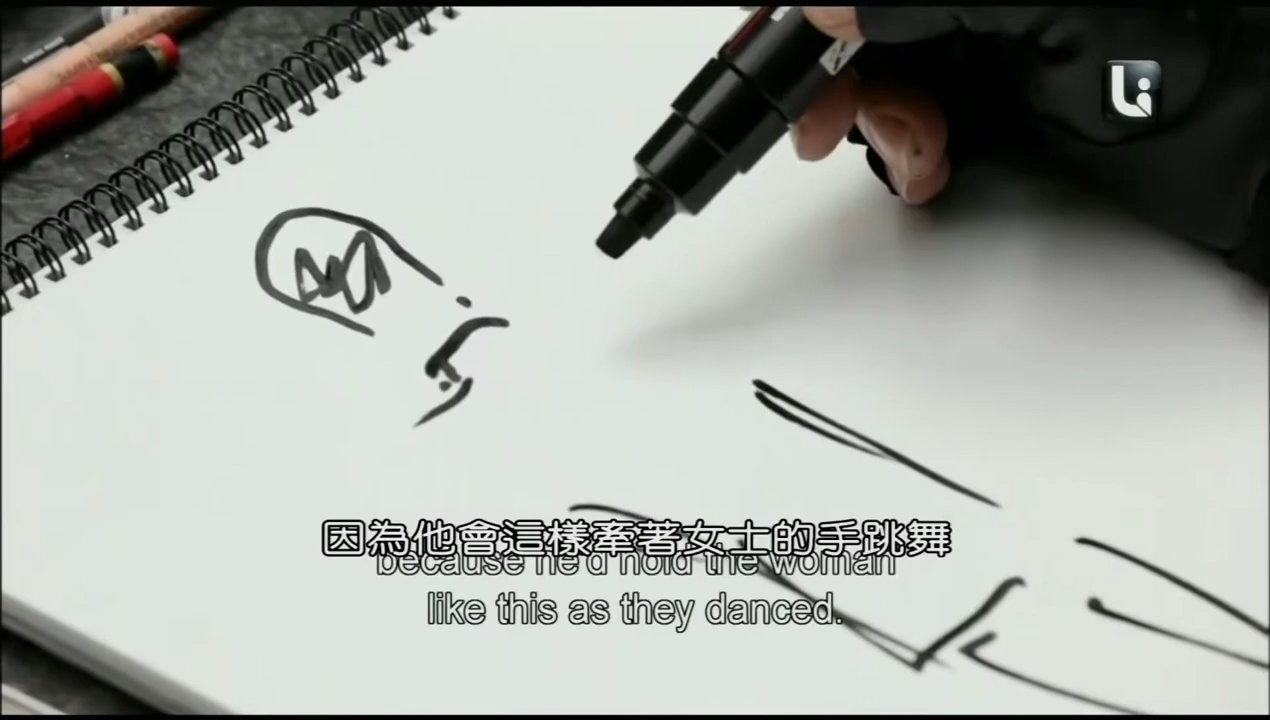 因為他會這樣牽著女士的手跳舞
because he'd hold the woman
like this as they danced.